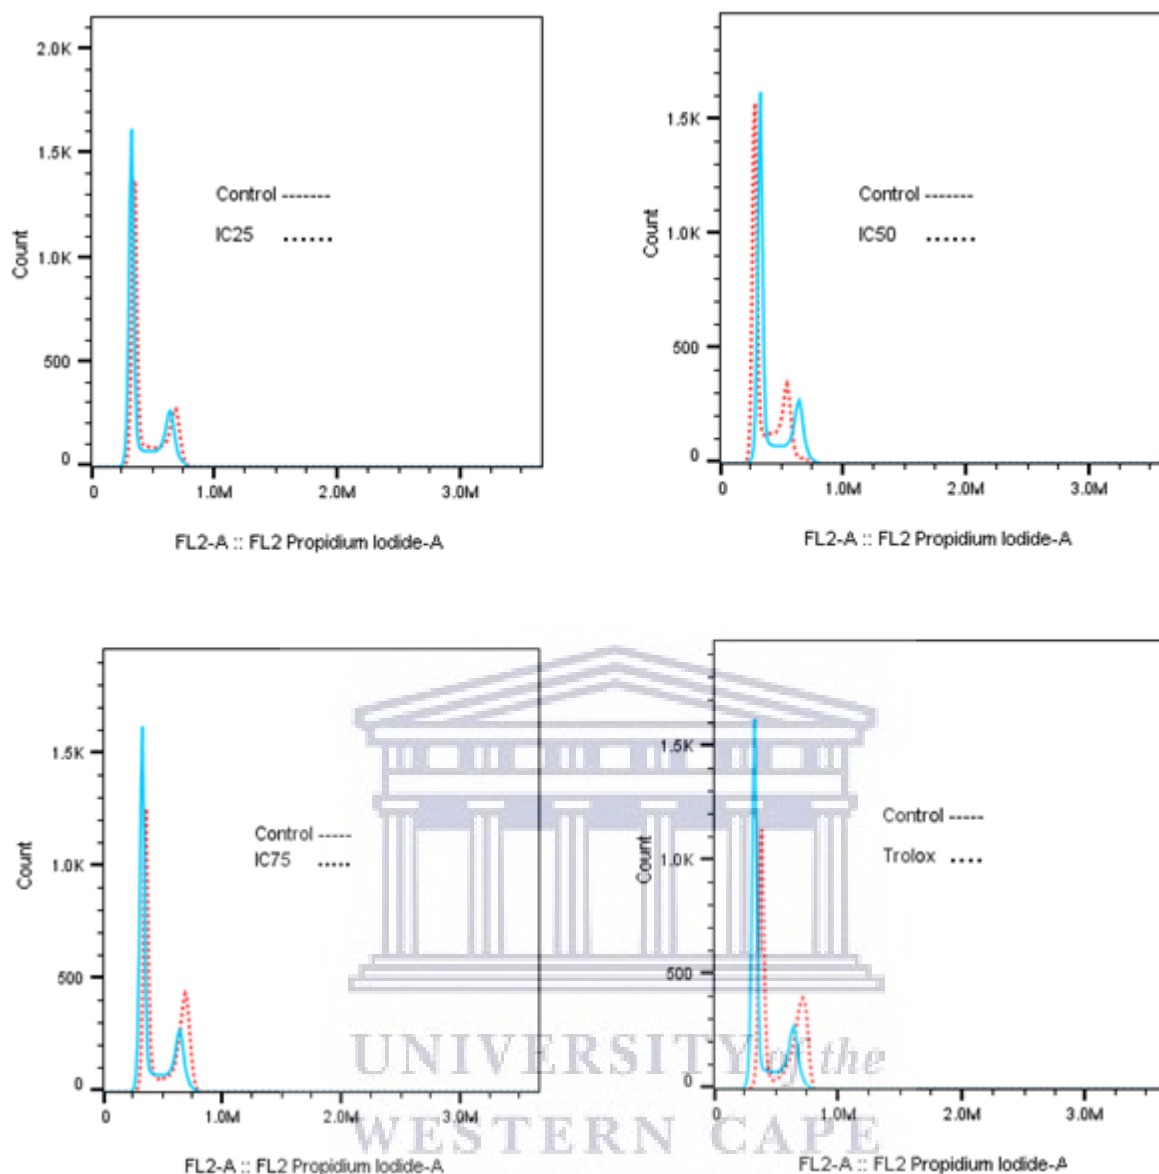 2.0K
1.5K
1.0K
500
0
Count
Control -------
IC25 ......
0 1.0M 2.0M 3.0M
FL2-A :: FL2 Propidium Iodide-A
1.5K
1.0K
500
0
Count
Control -------
IC50 ......
0 1.0M 2.0M 3.0M
FL2-A :: FL2 Propidium Iodide-A
1.5K
1.0K
500
0
Count
Control -----
IC75 .....
0 1.0M 2.0M 3.0M
FL2-A :: FL2 Propidium Iodide-A
1.5K
1.0K
500
0
Count
Control -----
Trolox ....
0 1.0M 2.0M 3.0M
FL2-A :: FL2 Propidium Iodide-A
UNIVERSITY of the
WESTERN CAPE